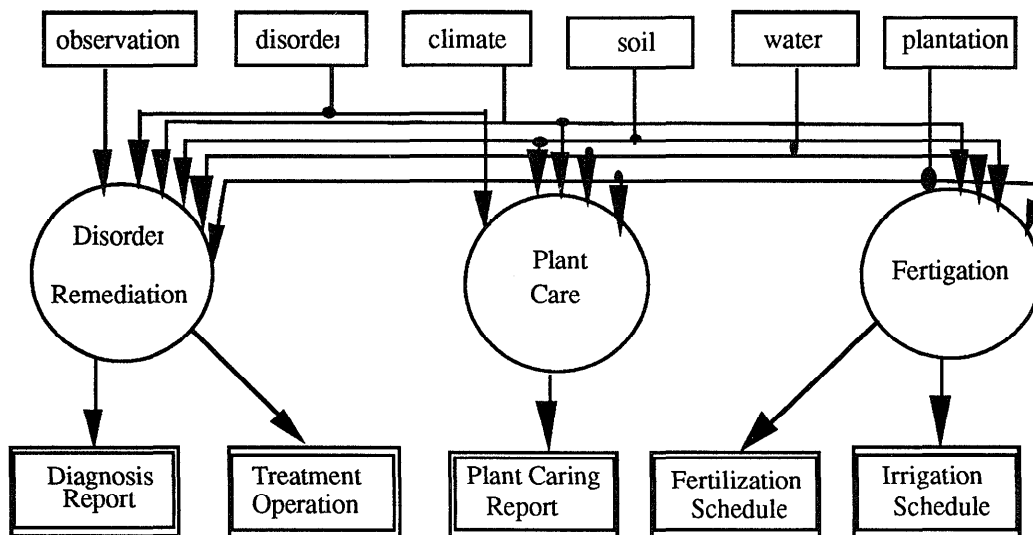 observation
disorder
climate
soil
water
plantation
Disorder
Remediation
Plant
Care
Fertigation
Diagnosis
Report
Treatment
Operation
Plant Caring
Report
Fertilization
Schedule
Irrigation
Schedule